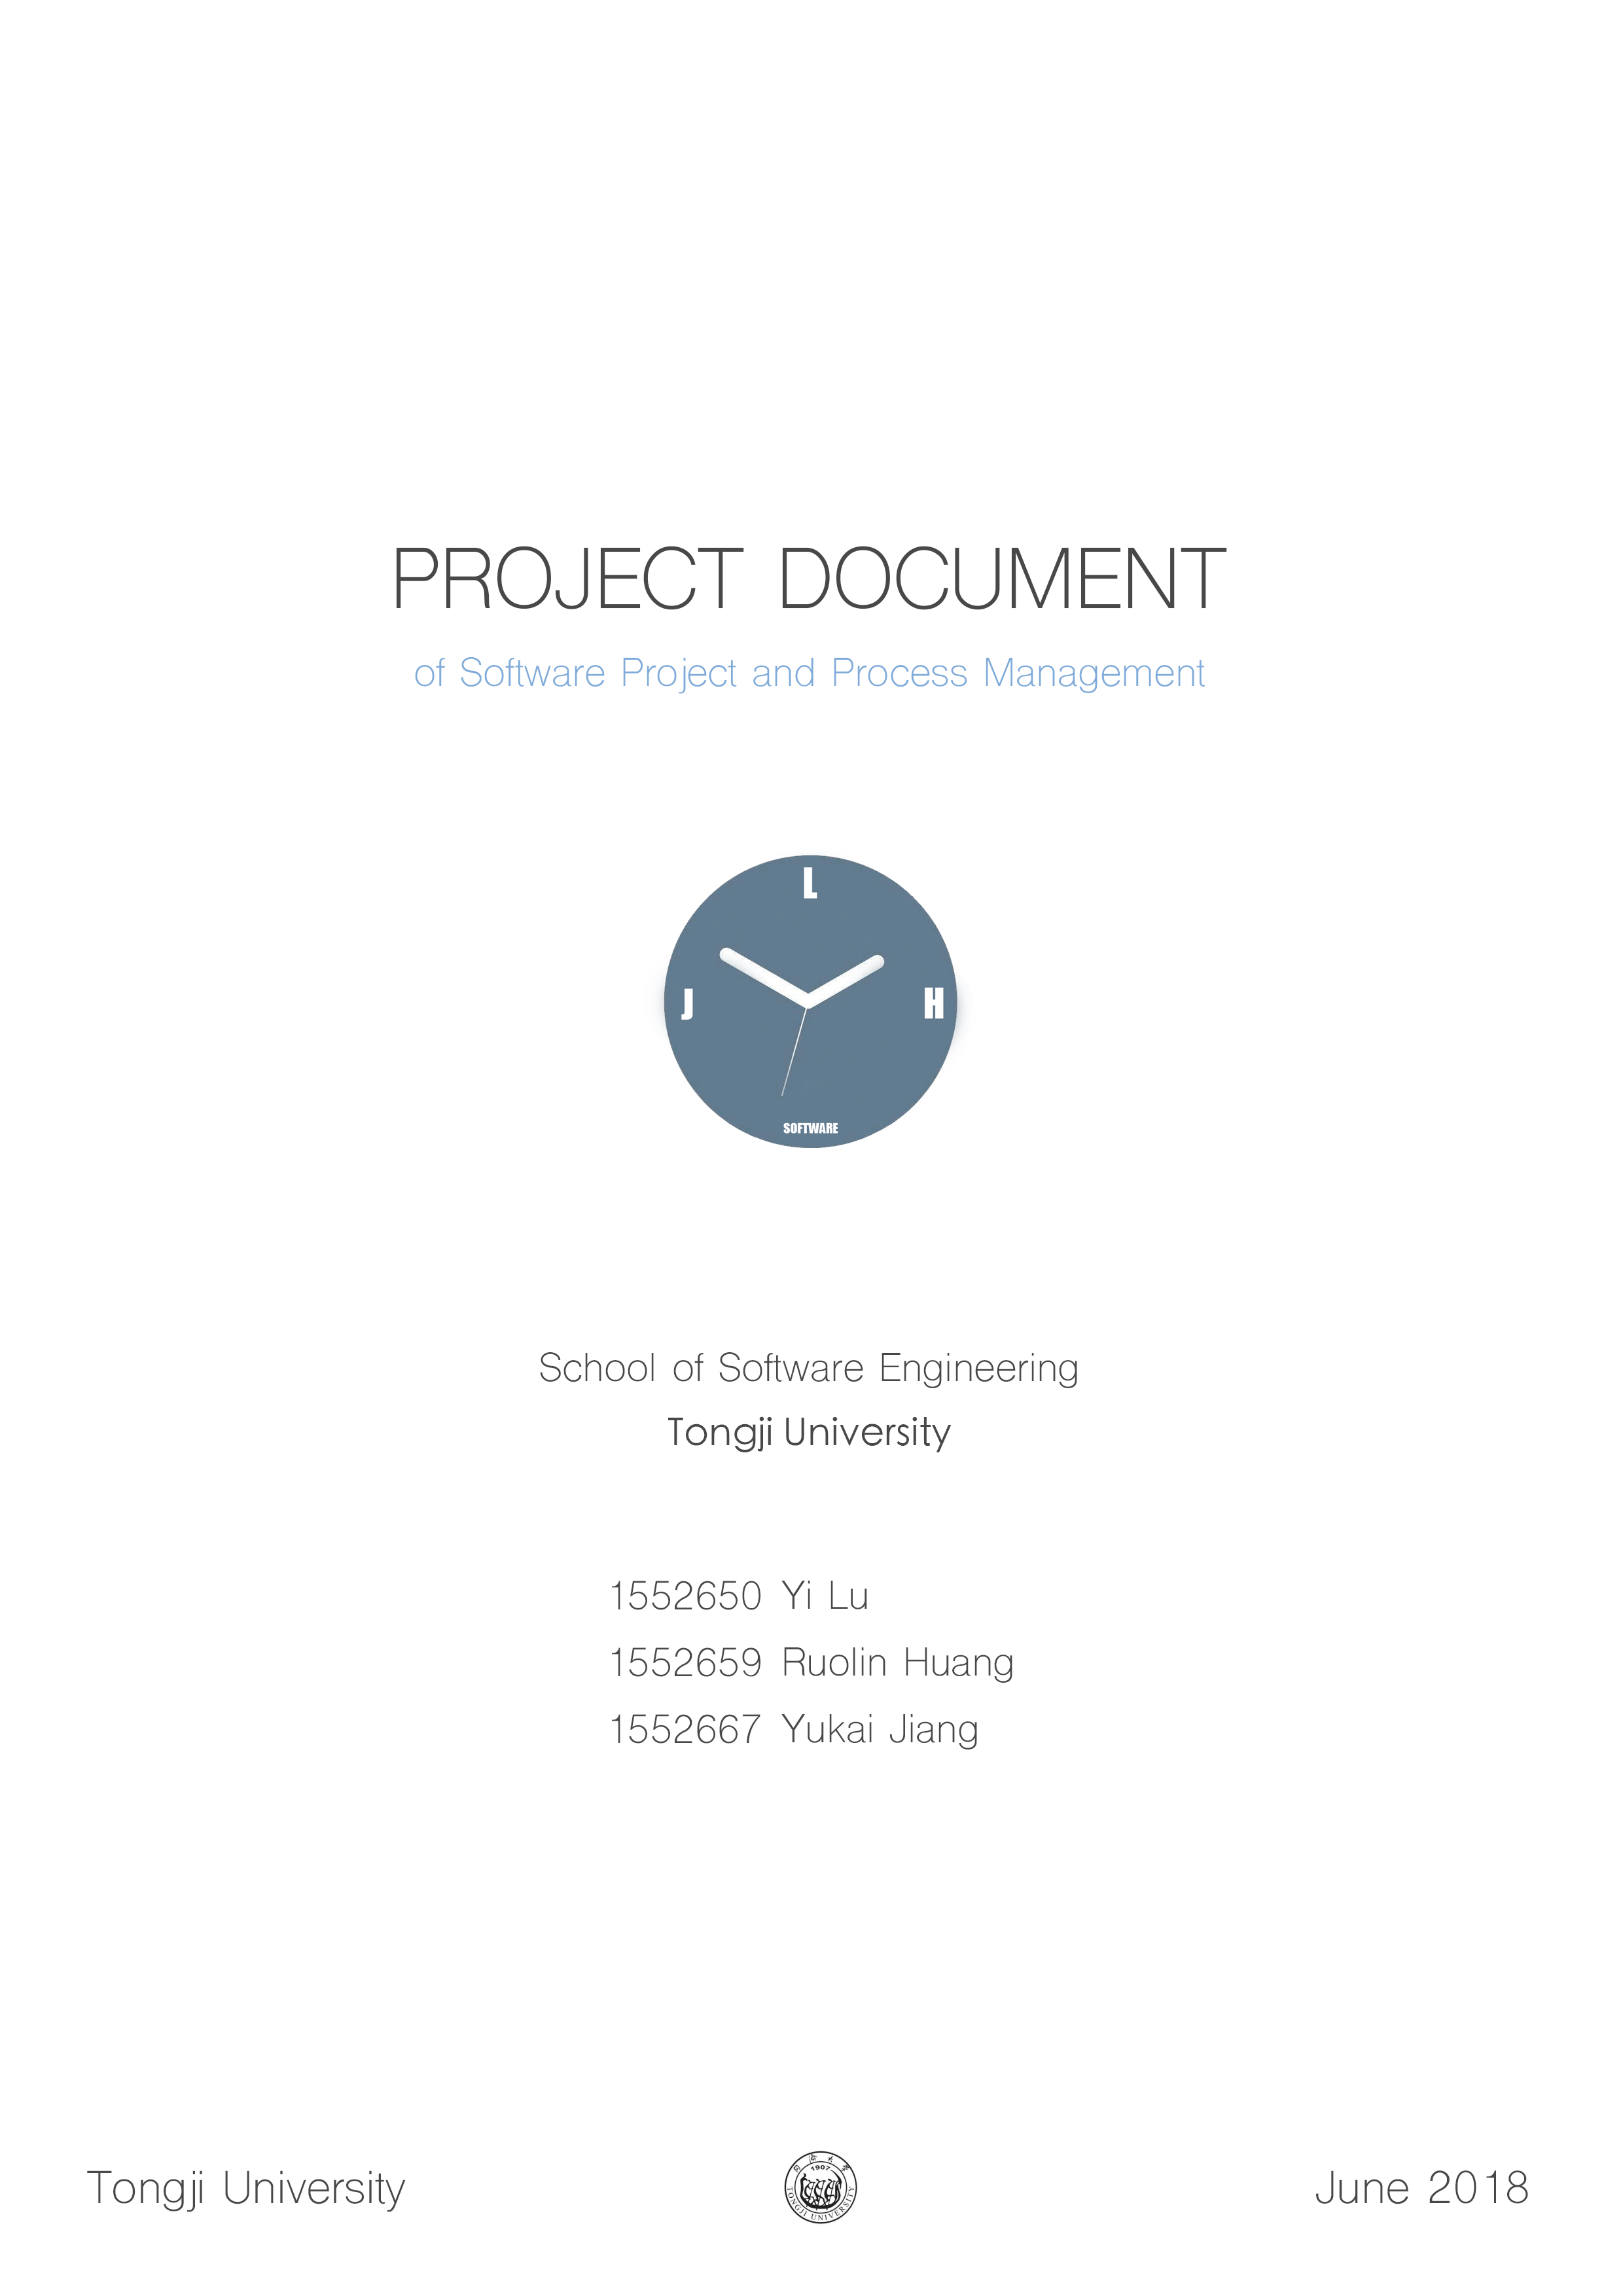 PROJECT DOCUMENT
of Software Project and Process Management
L
J
H
SOFTWARE
School of Software Engineering
Tongji University
1552650 Yi Lu
1552659 Ruolin Huang
1552667 Yukai Jiang
Tongji University
1907
TONGJI UNIVERSITY
June 2018